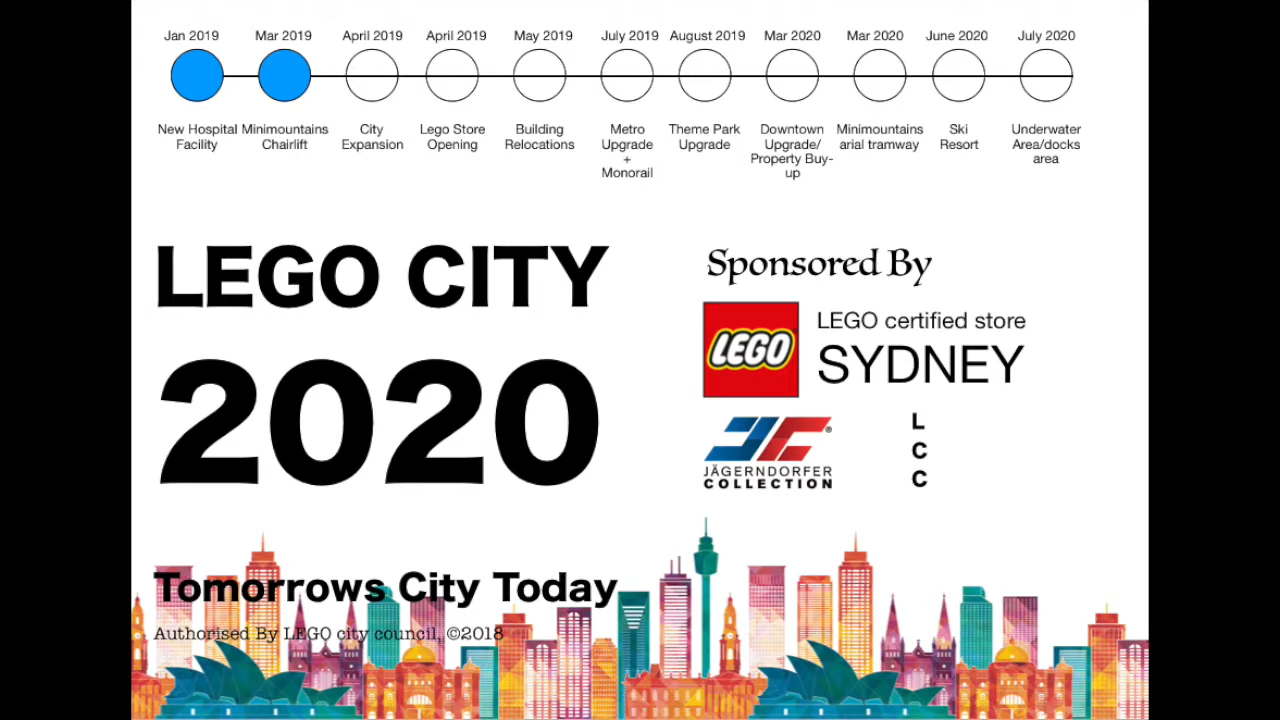 Jan 2019 Mar 2019 April 2019 April 2019 May 2019 July 2019 August 2019 Mar 2020 Mar 2020 June 2020 July 2020
New Hospital Facility
Minimountains Chairlift
City Expansion
Lego Store Opening
Building Relocations
Metro Upgrade + Monorail
Theme Park Upgrade
Downtown Upgrade/ Property Buy-up
Minimountains arial tramway
Ski Resort
Underwater Area/docks area
LEGO CITY
2020
Sponsored By
LEGO
LEGO certified store
SYDNEY
JÄGERNDORFER
COLLECTION
L
C
C
Tomorrows City Today
Authorised By LEGO city council, ©2018